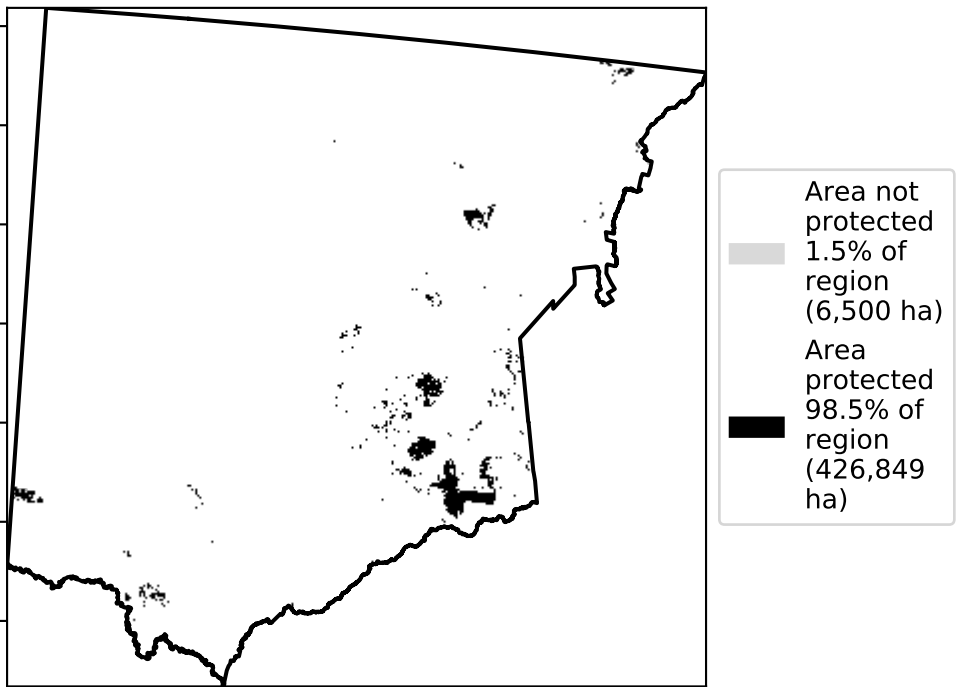 Area not
protected
1.5% of
region
(6,500 ha)
Area
protected
98.5% of
region
(426,849
ha)